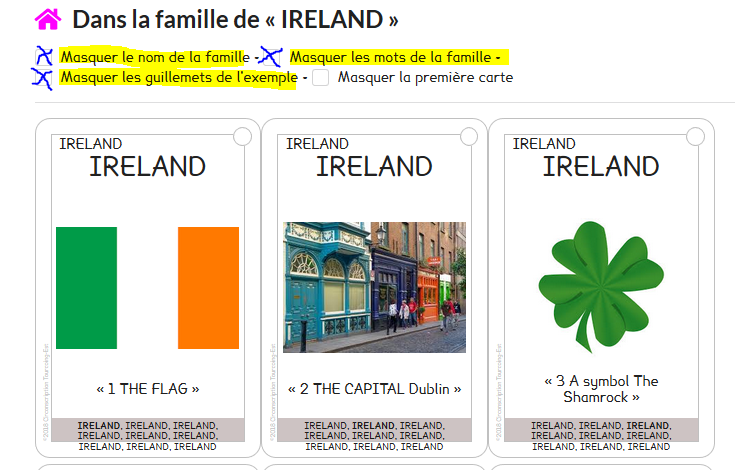 Dans la famille de « IRELAND »
Masquer le nom de la famille - Masquer les mots de la famille -
Masquer les guillemets de l'exemple - Masquer la première carte
IRELAND
IRELAND
« 1 THE FLAG »
IRELAND, IRELAND, IRELAND,
IRELAND, IRELAND, IRELAND,
IRELAND, IRELAND, IRELAND
IRELAND
IRELAND
« 2 THE CAPITAL Dublin »
IRELAND, IRELAND, IRELAND,
IRELAND, IRELAND, IRELAND,
IRELAND, IRELAND, IRELAND
IRELAND
IRELAND
« 3 A symbol The
Shamrock »
IRELAND, IRELAND, IRELAND,
IRELAND, IRELAND, IRELAND,
IRELAND, IRELAND, IRELAND